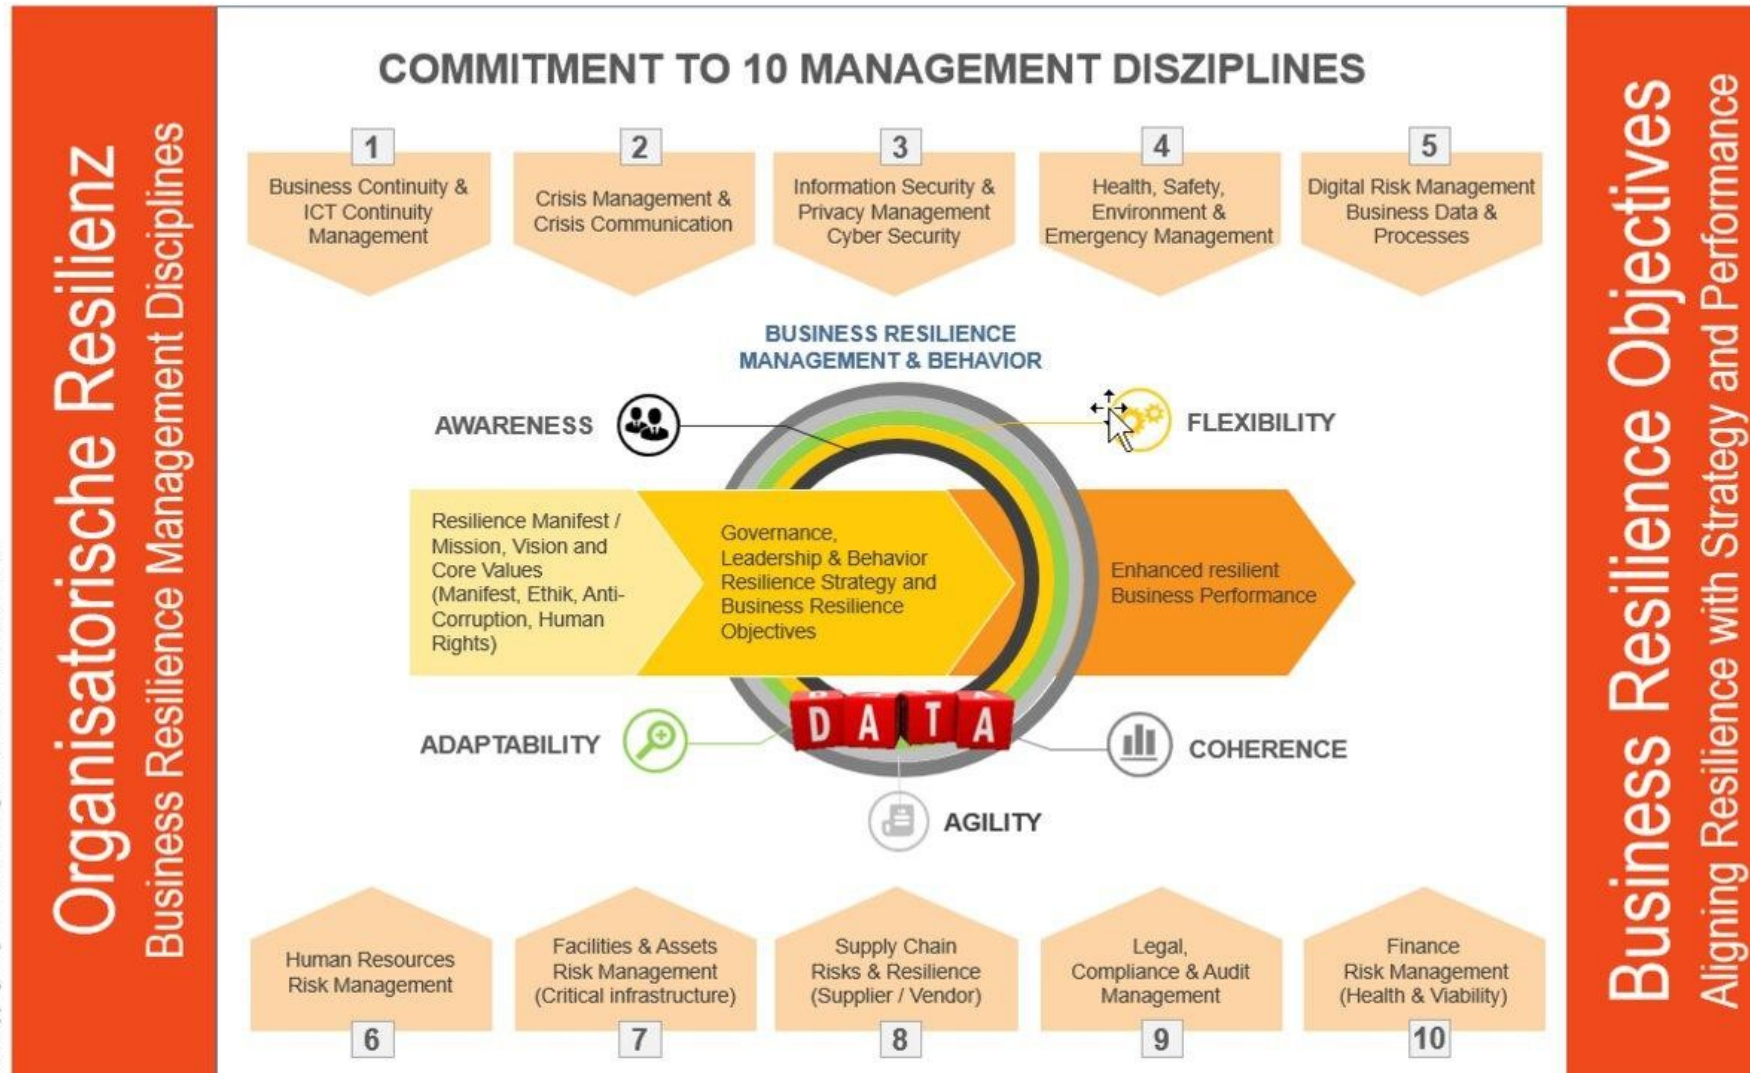 Organisatorische Resilienz
Business Resilience Management Disciplines
COMMITMENT TO 10 MANAGEMENT DISZIPLINES
1
Business Continuity &
ICT Continuity
Management
2
Crisis Management &
Crisis Communication
3
Information Security &
Privacy Management
Cyber Security
4
Health, Safety,
Environment &
Emergency Management
5
Digital Risk Management
Business Data &
Processes
BUSINESS RESILIENCE
MANAGEMENT & BEHAVIOR
AWARENESS
FLEXIBILITY
Resilience Manifest /
Mission, Vision and
Core Values
(Manifest, Ethik, Anti-
Corruption, Human
Rights)
Governance,
Leadership & Behavior
Resilience Strategy and
Business Resilience
Objectives
Enhanced resilient
Business Performance
DATA
ADAPTABILITY
COHERENCE
AGILITY
Human Resources
Risk Management
6
Facilities & Assets
Risk Management
(Critical infrastructure)
7
Supply Chain
Risks & Resilience
(Supplier / Vendor)
8
Legal,
Compliance & Audit
Management
9
Finance
Risk Management
(Health & Viability)
10
Business Resilience Objectives
Aligning Resilience with Strategy and Performance